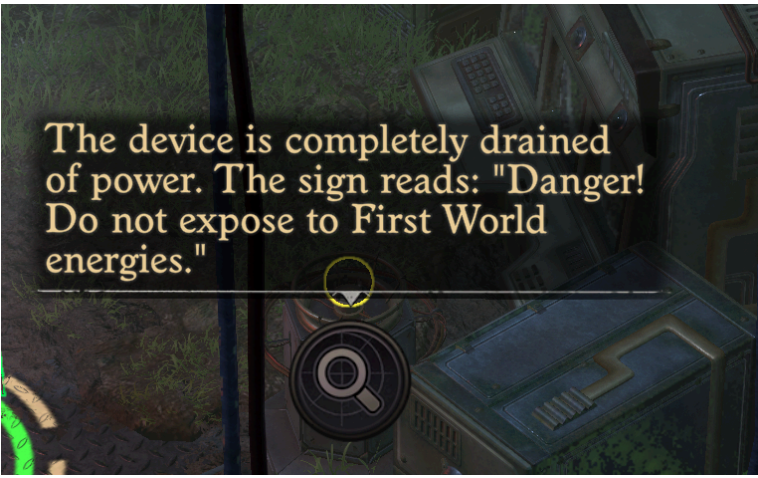 The device is completely drained
of power. The sign reads: "Danger!
Do not expose to First World
energies."